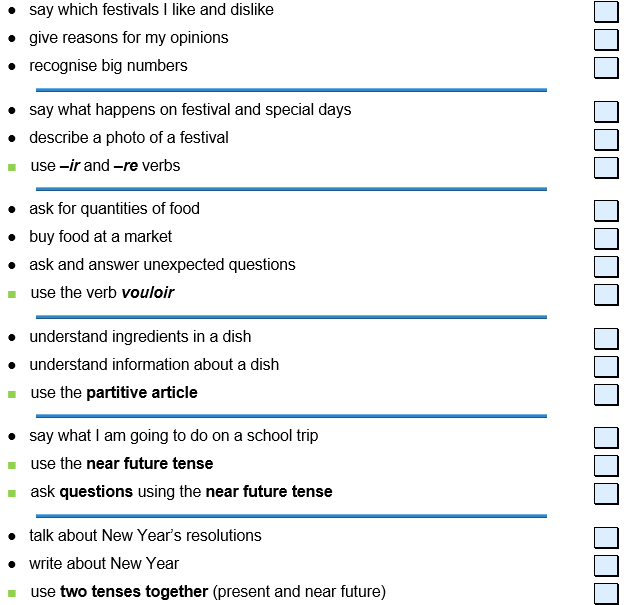 say which festivals I like and dislike
give reasons for my opinions
recognise big numbers
say what happens on festival and special days
describe a photo of a festival
use –ir and –re verbs
ask for quantities of food
buy food at a market
ask and answer unexpected questions
use the verb vouloir
understand ingredients in a dish
understand information about a dish
use the partitive article
say what I am going to do on a school trip
use the near future tense
ask questions using the near future tense
talk about New Year’s resolutions
write about New Year
use two tenses together (present and near future)